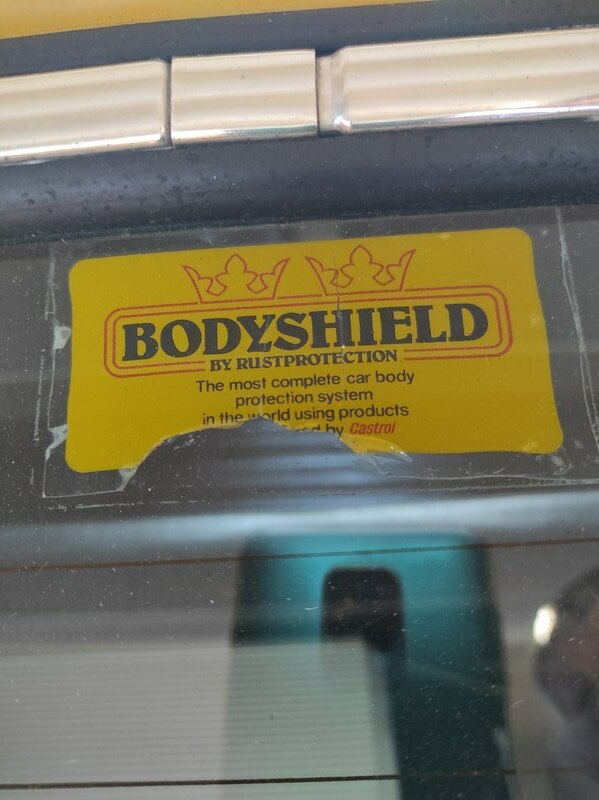 BODYSHIELD
BY RUSTPROTECTION
The most complete car body
protection system
in the world using products
by Castrol